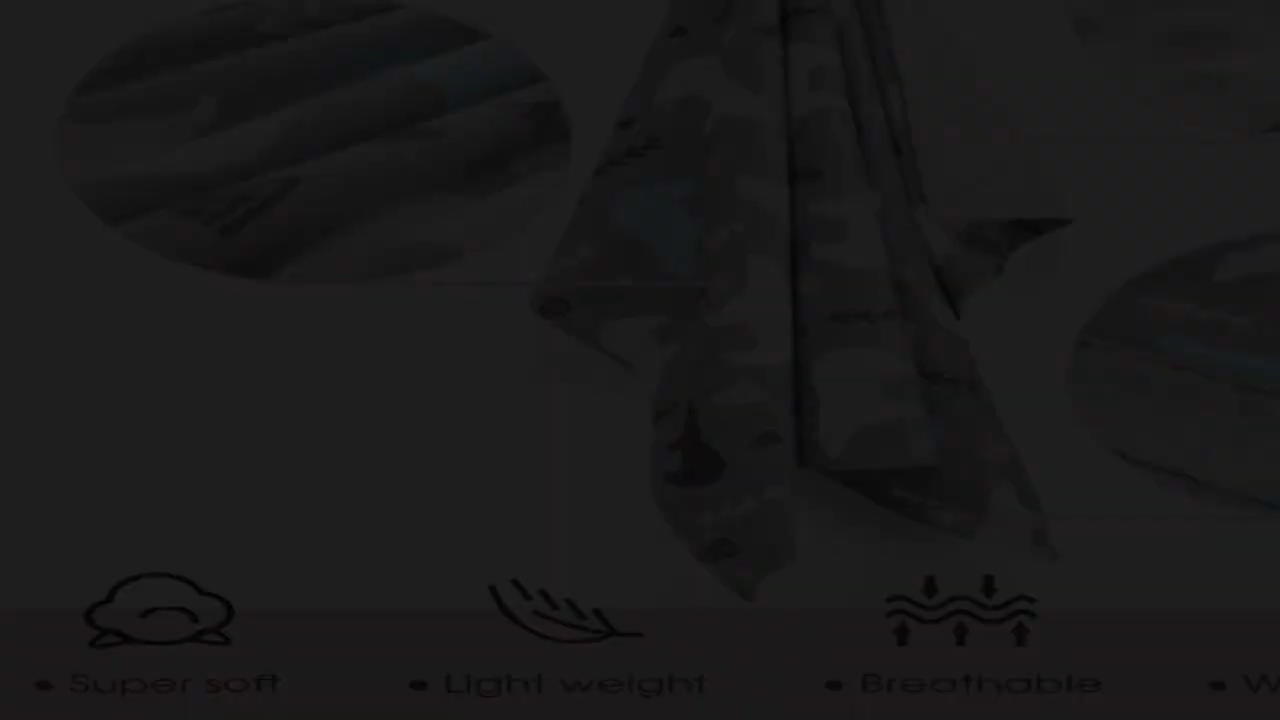 • Super soft • Light weight • Breathable •